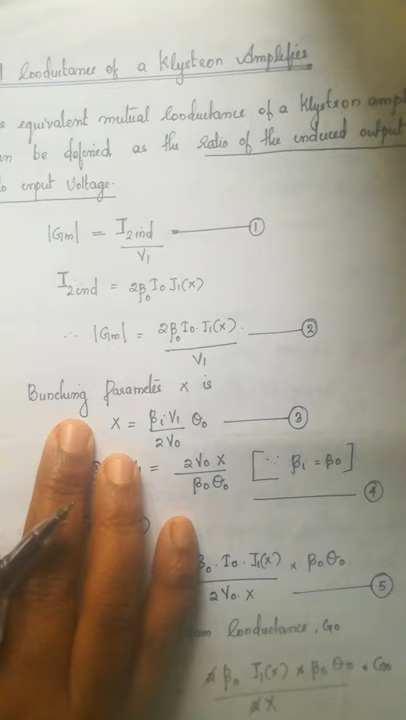 Conductance of a Klystron Amplifier
equivalent mutual Conductance of a Klystron
be defined as the Ratio of the induced output
input Voltage.
|Gm| = I₂ind / V₁ ①
I₂ind = 2β₀ I₀ J₁(x)
∴ |Gm| = 2β₀ I₀ · J₁(x) / V₁ ②
Bunching Parameter x is
X = βi V₁ / 2V₀ θ₀ ③
= 2V₀ X / β₀ θ₀ [∵ βi = β₀]
④
β₀ · I₀ · J₁(x) × β₀ θ₀ / 2V₀ · X ⑤
Conductance, G₀
β₀ J₁(x) × β₀ θ₀ · G₀ / X